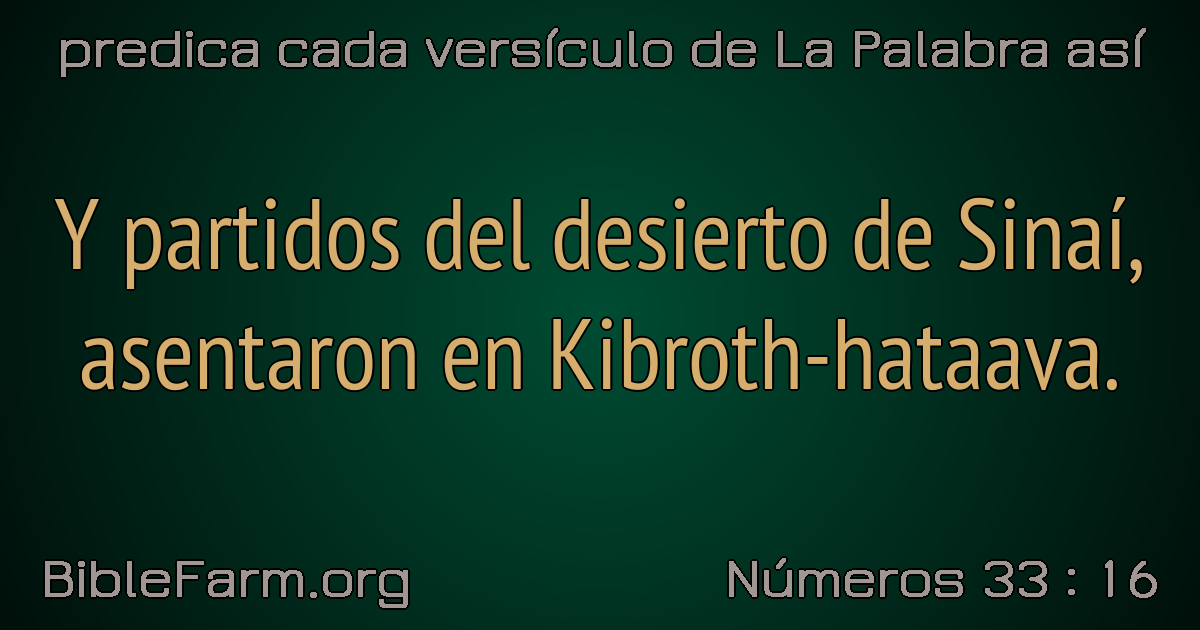 predica cada versículo de La Palabra así
Y partidos del desierto de Sinaí,
asentaron en Kibroth-hataava.
BibleFarm.org
Números 33 : 16